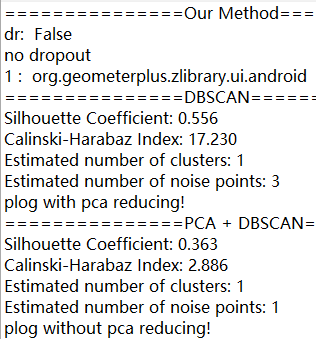 ===============Our Method===
dr:  False
no dropout
1 :  org.geometerplus.zlibrary.ui.android
===============DBSCAN======
Silhouette Coefficient: 0.556
Calinski-Harabaz Index: 17.230
Estimated number of clusters: 1
Estimated number of noise points: 3
plog with pca reducing!
===============PCA + DBSCAN=
Silhouette Coefficient: 0.363
Calinski-Harabaz Index: 2.886
Estimated number of clusters: 1
Estimated number of noise points: 1
plog without pca reducing!